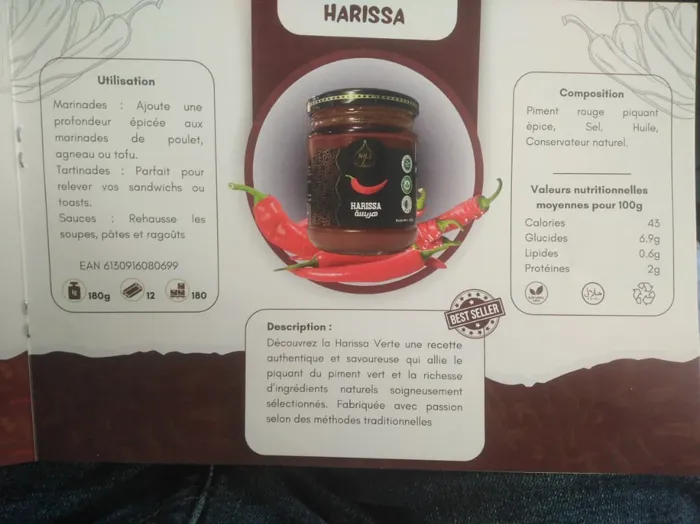 HARISSA
Utilisation
Marinades : Ajoute une
profondeur épicée aux
marinades de poulet,
agneau ou tofu.
Tartinades : Parfait pour
relever vos sandwichs ou
toasts.
Sauces : Rehausse les
soupes, pâtes et ragoûts
EAN 6130916080699
180g 12 180
HARISSA
هريسة
BEST SELLER
Description :
Découvrez la Harissa Verte une recette
authentique et savoureuse qui allie le
piquant du piment vert et la richesse
d'ingrédients naturels soigneusement
sélectionnés. Fabriquée avec passion
selon des méthodes traditionnelles
Composition
Piment rouge piquant
épice, Sel, Huile,
Conservateur naturel.
Valeurs nutritionnelles
moyennes pour 100g
Calories 43
Glucides 6.9g
Lipides 0.6g
Protéines 2g
حلال